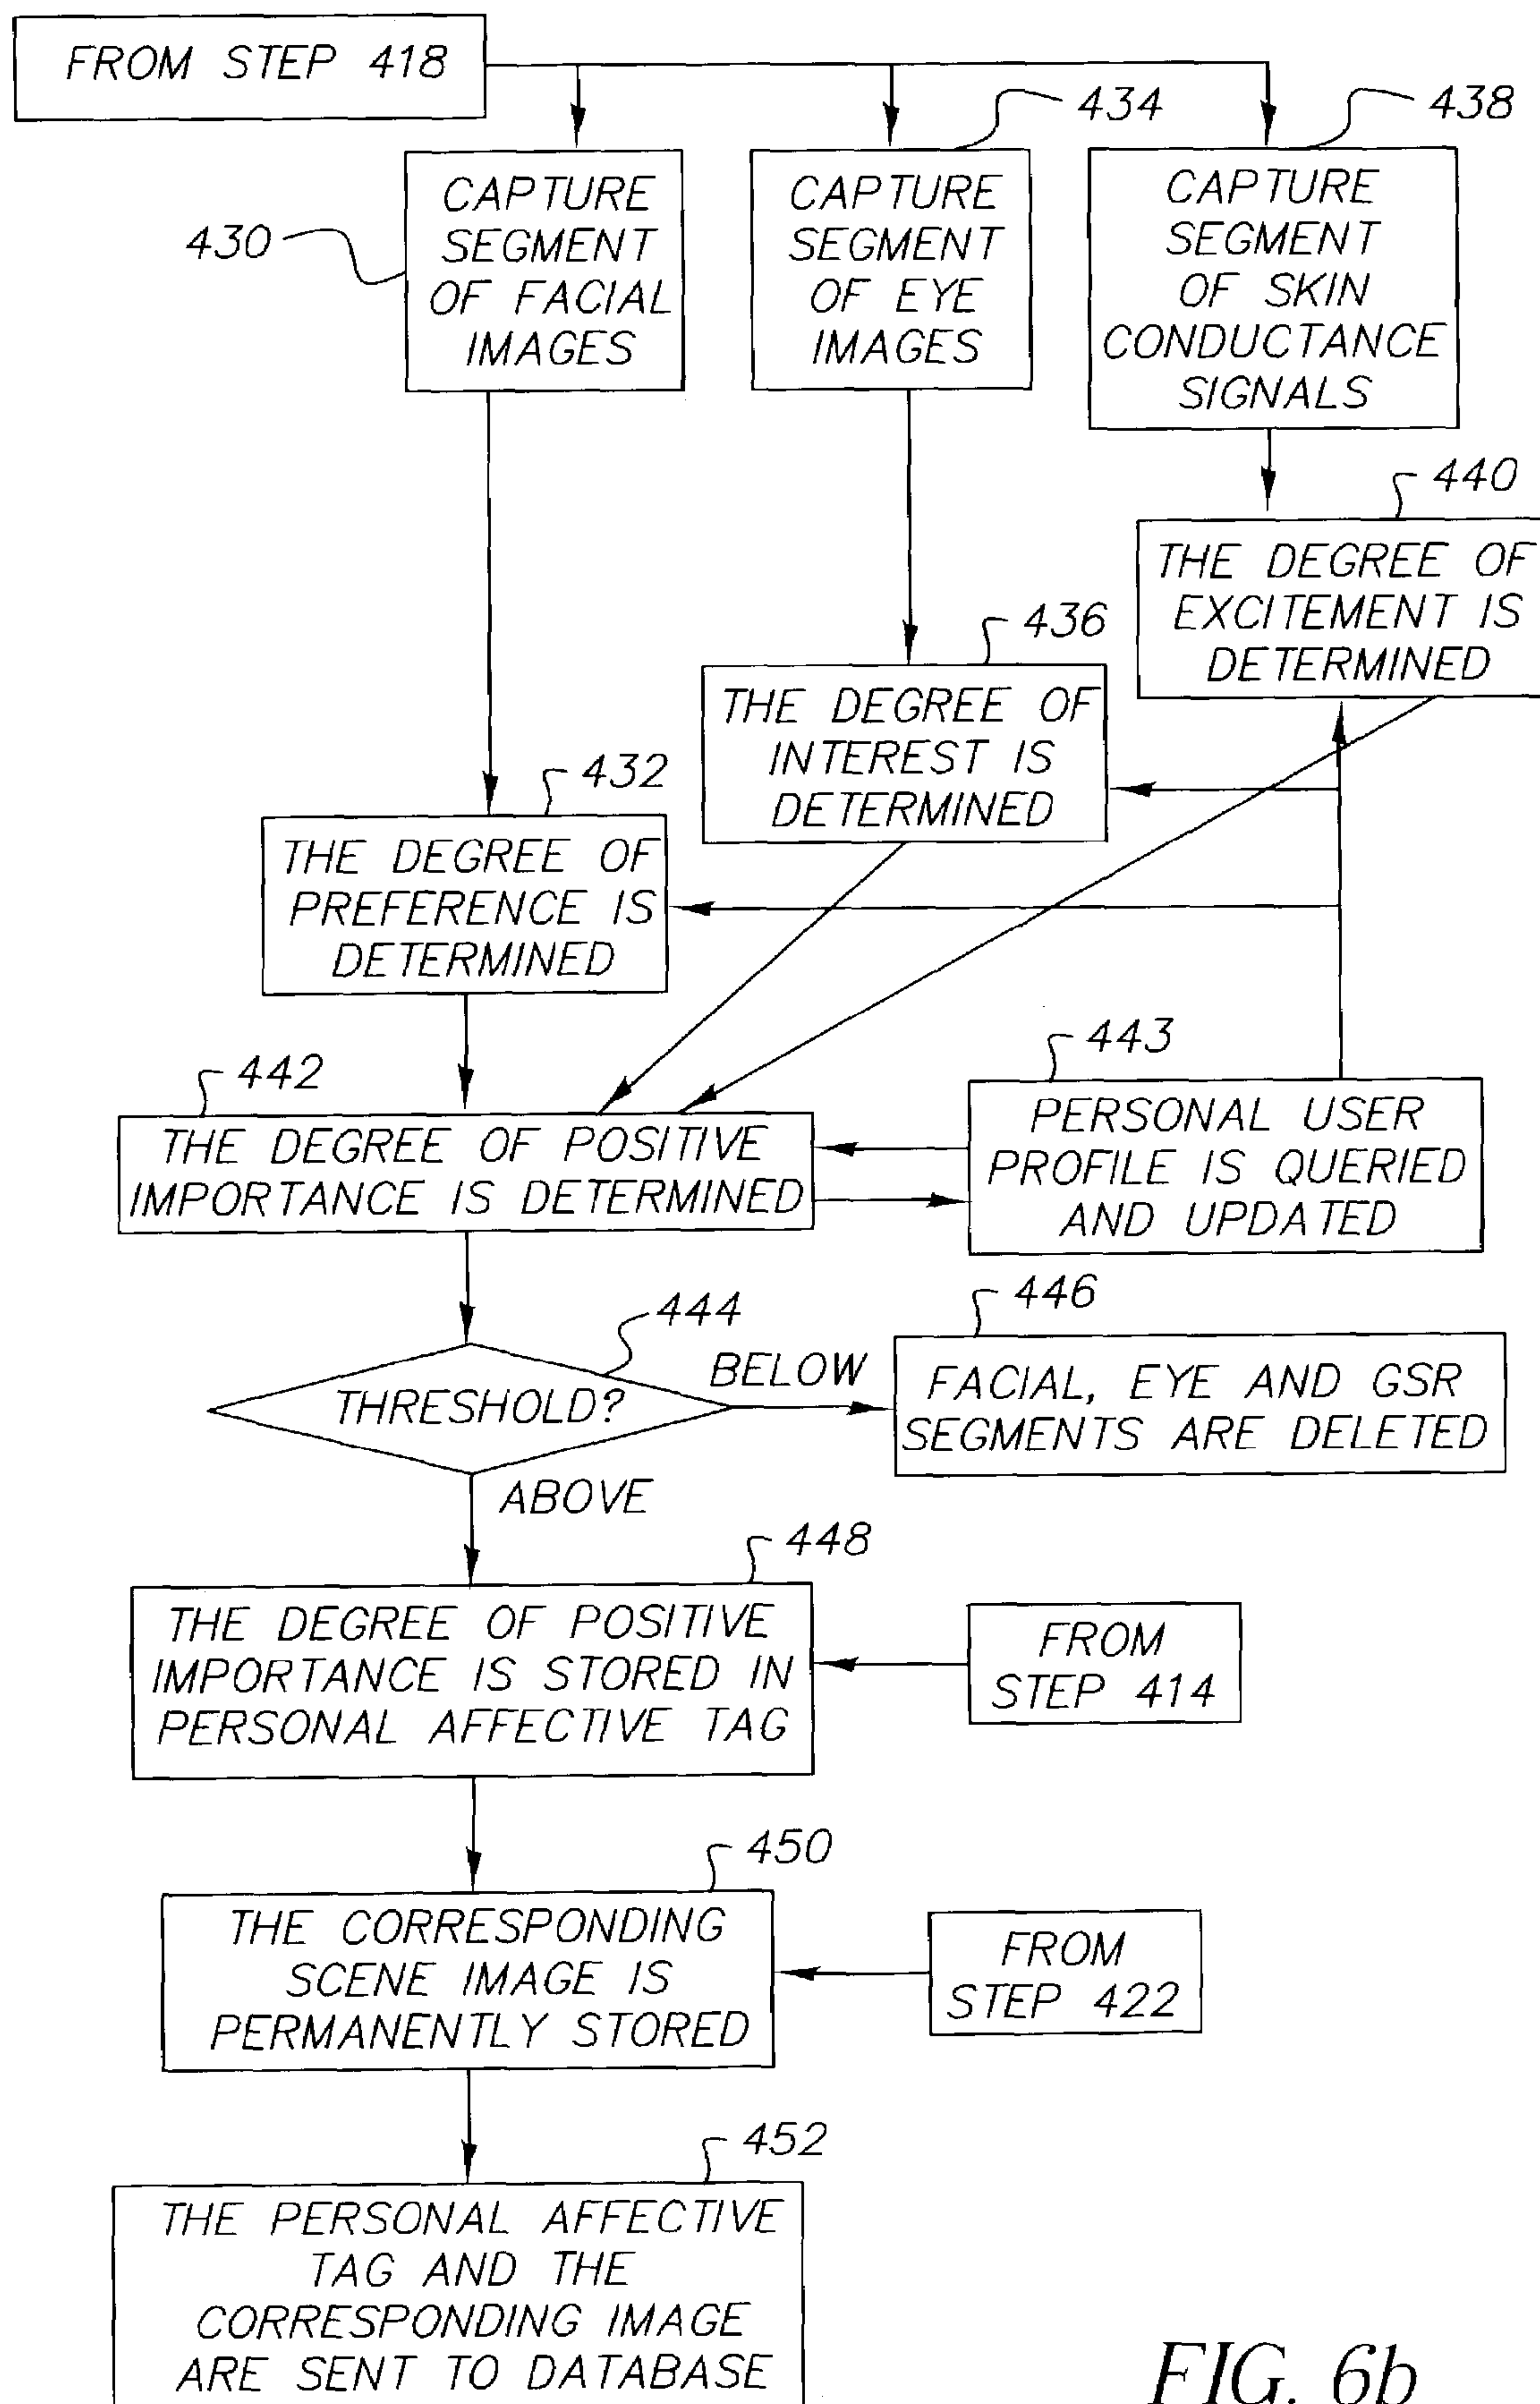 FROM STEP 418
434
438
430
CAPTURE
SEGMENT
OF FACIAL
IMAGES
CAPTURE
SEGMENT
OF EYE
IMAGES
CAPTURE
SEGMENT
OF SKIN
CONDUCTANCE
SIGNALS
440
THE DEGREE OF
EXCITEMENT IS
DETERMINED
436
THE DEGREE OF
INTEREST IS
DETERMINED
432
THE DEGREE OF
PREFERENCE IS
DETERMINED
442
THE DEGREE OF POSITIVE
IMPORTANCE IS DETERMINED
443
PERSONAL USER
PROFILE IS QUERIED
AND UPDATED
444
THRESHOLD?
BELOW
446
FACIAL, EYE AND GSR
SEGMENTS ARE DELETED
ABOVE
448
THE DEGREE OF POSITIVE
IMPORTANCE IS STORED IN
PERSONAL AFFECTIVE TAG
FROM
STEP 414
450
THE CORRESPONDING
SCENE IMAGE IS
PERMANENTLY STORED
FROM
STEP 422
452
THE PERSONAL AFFECTIVE
TAG AND THE
CORRESPONDING IMAGE
ARE SENT TO DATABASE
FIG. 6b